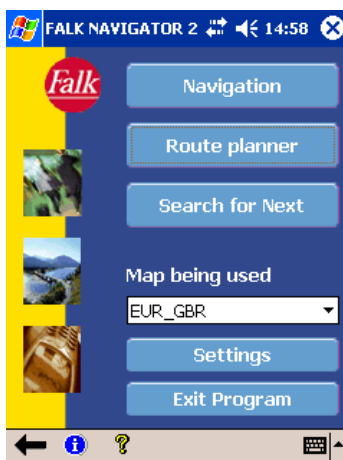 FALK NAVIGATOR 2 14:58
Falk
Navigation
Route planner
Search for Next
Map being used
EUR_GBR
Settings
Exit Program